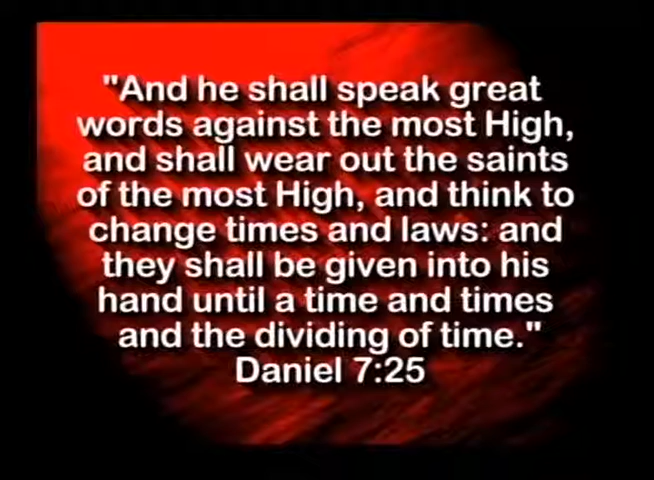 "And he shall speak great
words against the most High,
and shall wear out the saints
of the most High, and think to
change times and laws: and
they shall be given into his
hand until a time and times
and the dividing of time."
Daniel 7:25